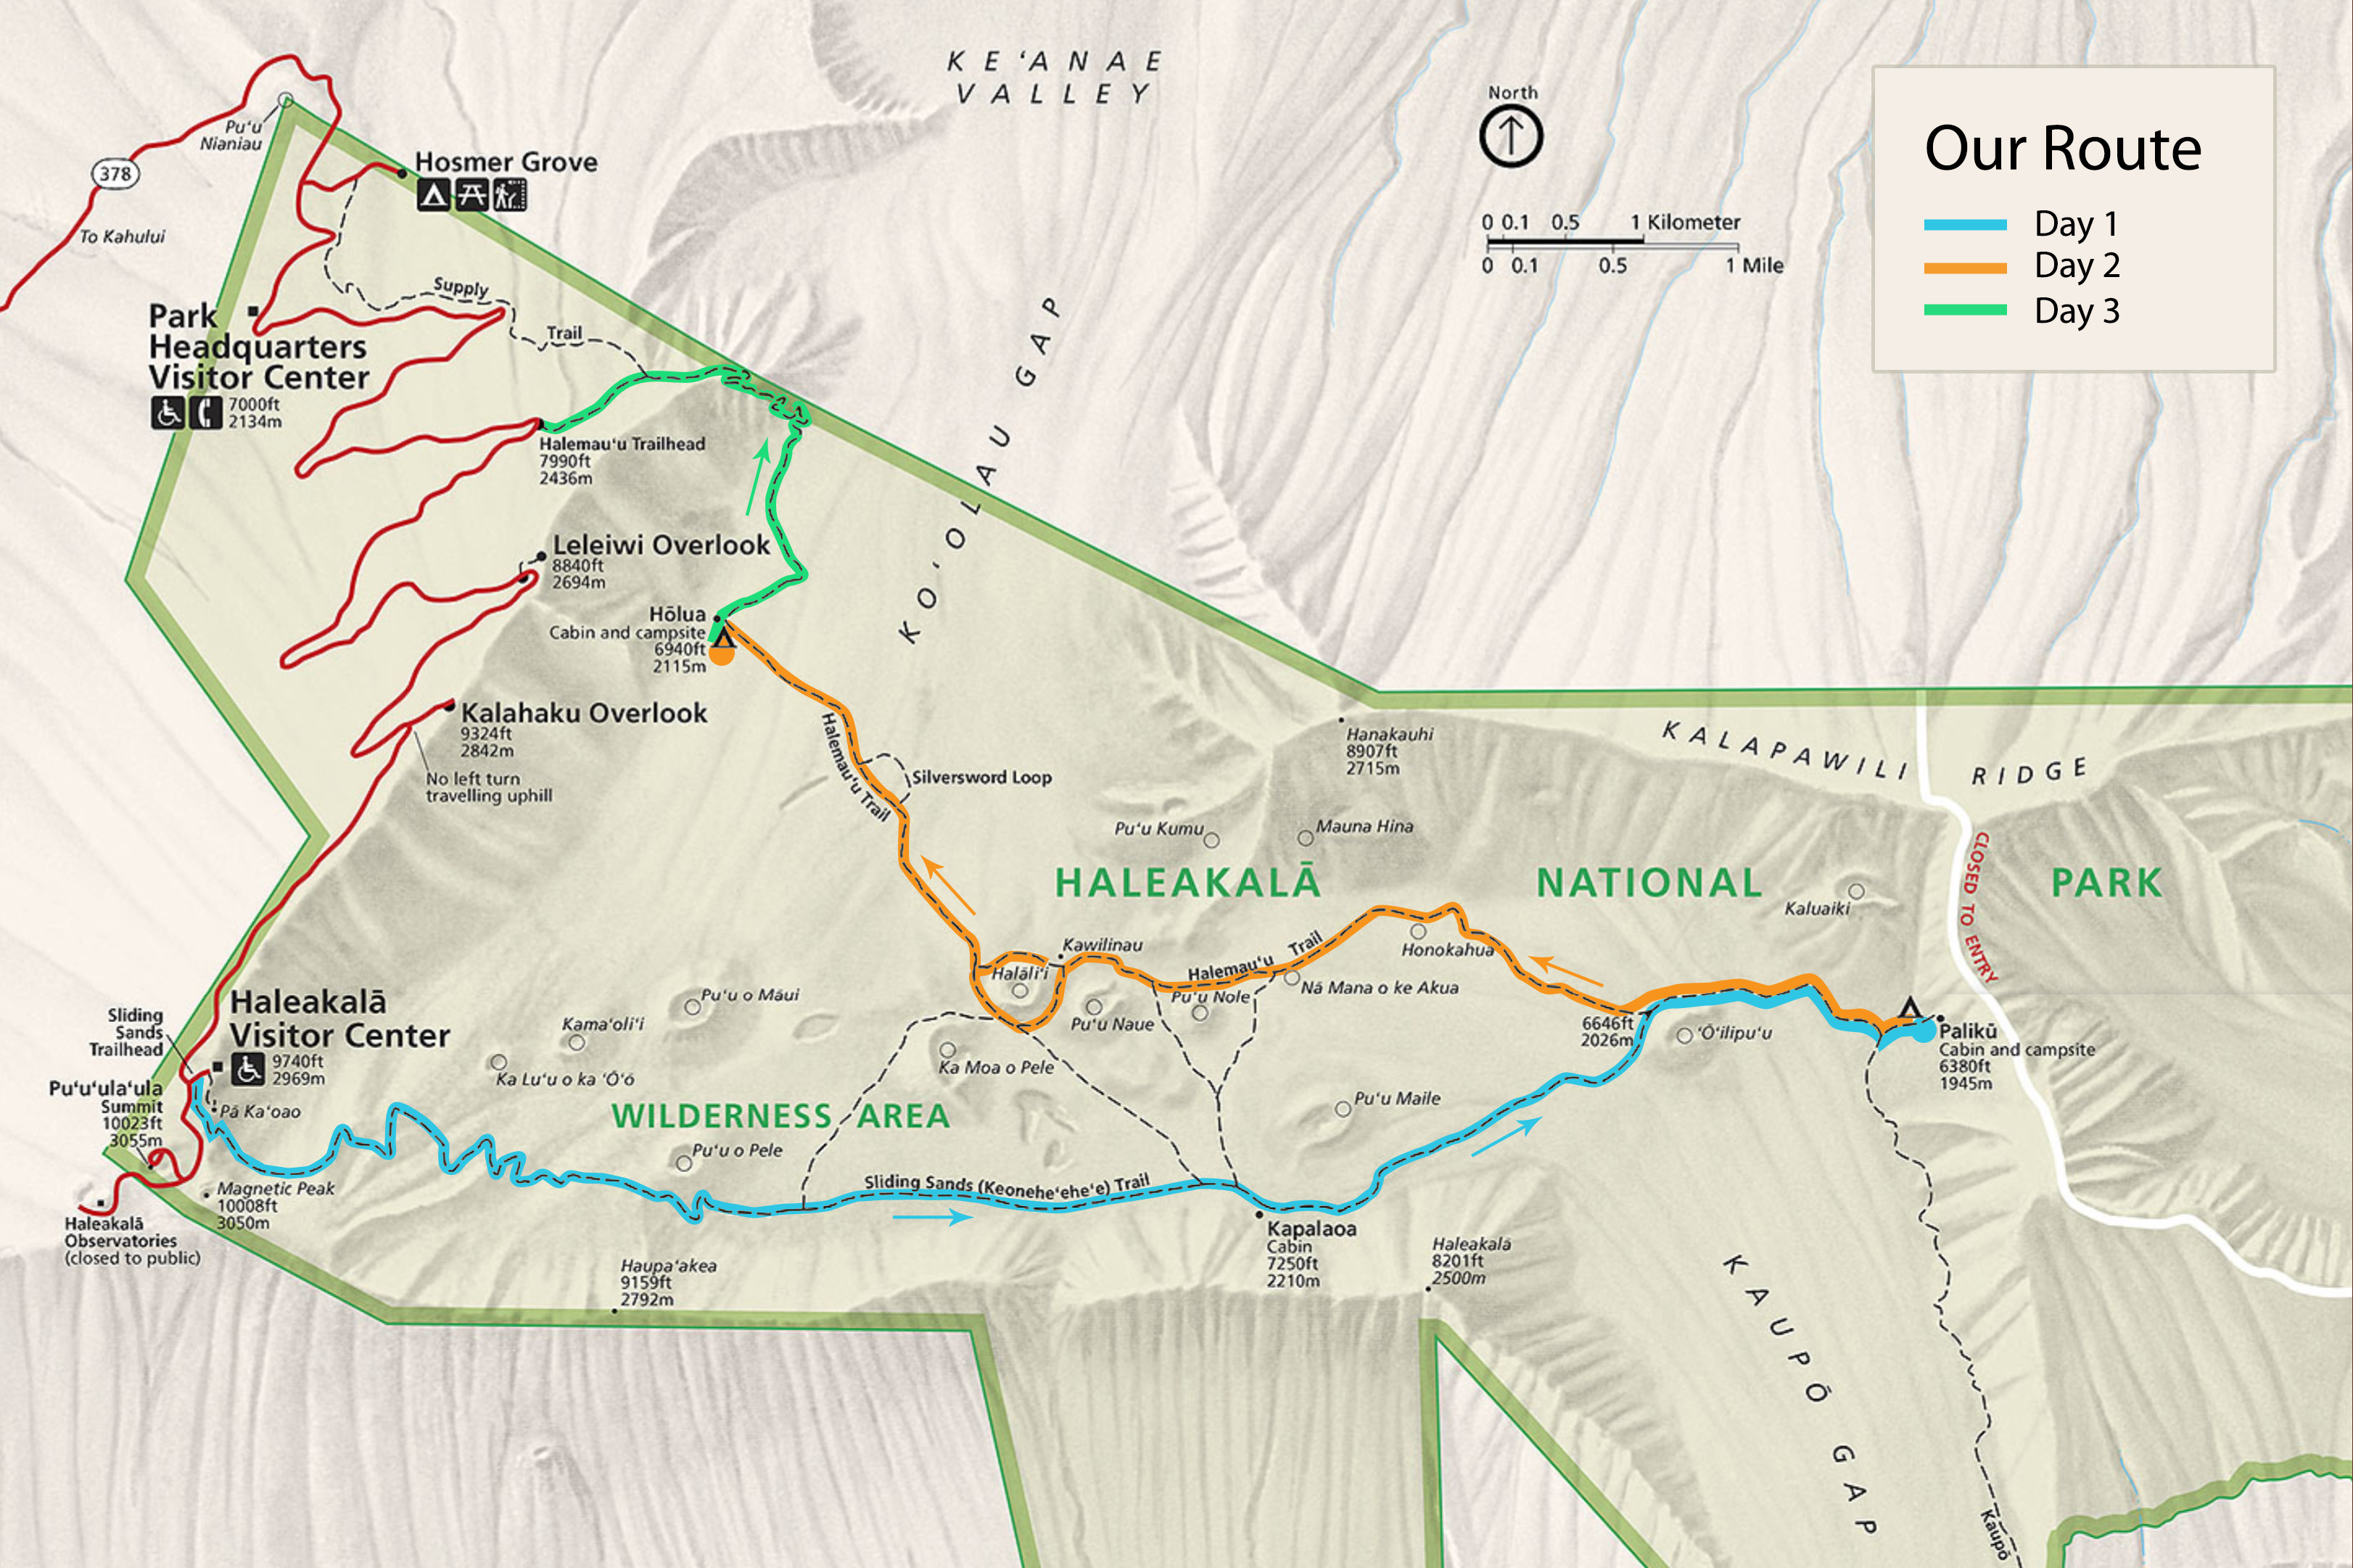 KE‘ANAE
VALLEY
North
0 0.1 0.5 1 Kilometer
0 0.1 0.5 1 Mile
Our Route
Day 1
Day 2
Day 3
Pu‘u
Nianiau
378
To Kahului
Hosmer Grove
Supply
Trail
Park
Headquarters
Visitor Center
7000ft
2134m
Halemau‘u Trailhead
7990ft
2436m
KO‘OLAU GAP
Leleiwi Overlook
8840ft
2694m
Hōlua
Cabin and campsite
6940ft
2115m
Kalahaku Overlook
9324ft
2842m
No left turn
travelling uphill
Halemau‘u Trail
Silversword Loop
Hanakauhi
8907ft
2715m
KALAPAWILI RIDGE
Pu‘u Kumu
Mauna Hina
HALEAKALĀ NATIONAL PARK
Kaluaiki
CLOSED TO ENTRY
Kawilinau
Halāli‘i
Halemau‘u Trail
Honokahua
Nā Mana o ke Akua
Pu‘u Nole
Pu‘u Naue
Pu‘u o Māui
Kama‘oli‘i
Ka Lu‘u o ka ‘Ō‘ō
Ka Moa o Pele
6646ft
2026m
‘Ō‘ilipu‘u
Palikū
Cabin and campsite
6380ft
1945m
Haleakalā
Visitor Center
9740ft
2969m
Sliding
Sands
Trailhead
Pu‘u‘ula‘ula
Summit
10023ft
3055m
Pā Ka‘oao
WILDERNESS AREA
Pu‘u Maile
Pu‘u o Pele
Sliding Sands (Keonehe‘ehe‘e) Trail
Magnetic Peak
10008ft
3050m
Haleakalā
Observatories
(closed to public)
Kapalaoa
Cabin
7250ft
2210m
Haleakalā
8201ft
2500m
Haupa‘akea
9159ft
2792m
KAUPŌ GAP
Kaupō